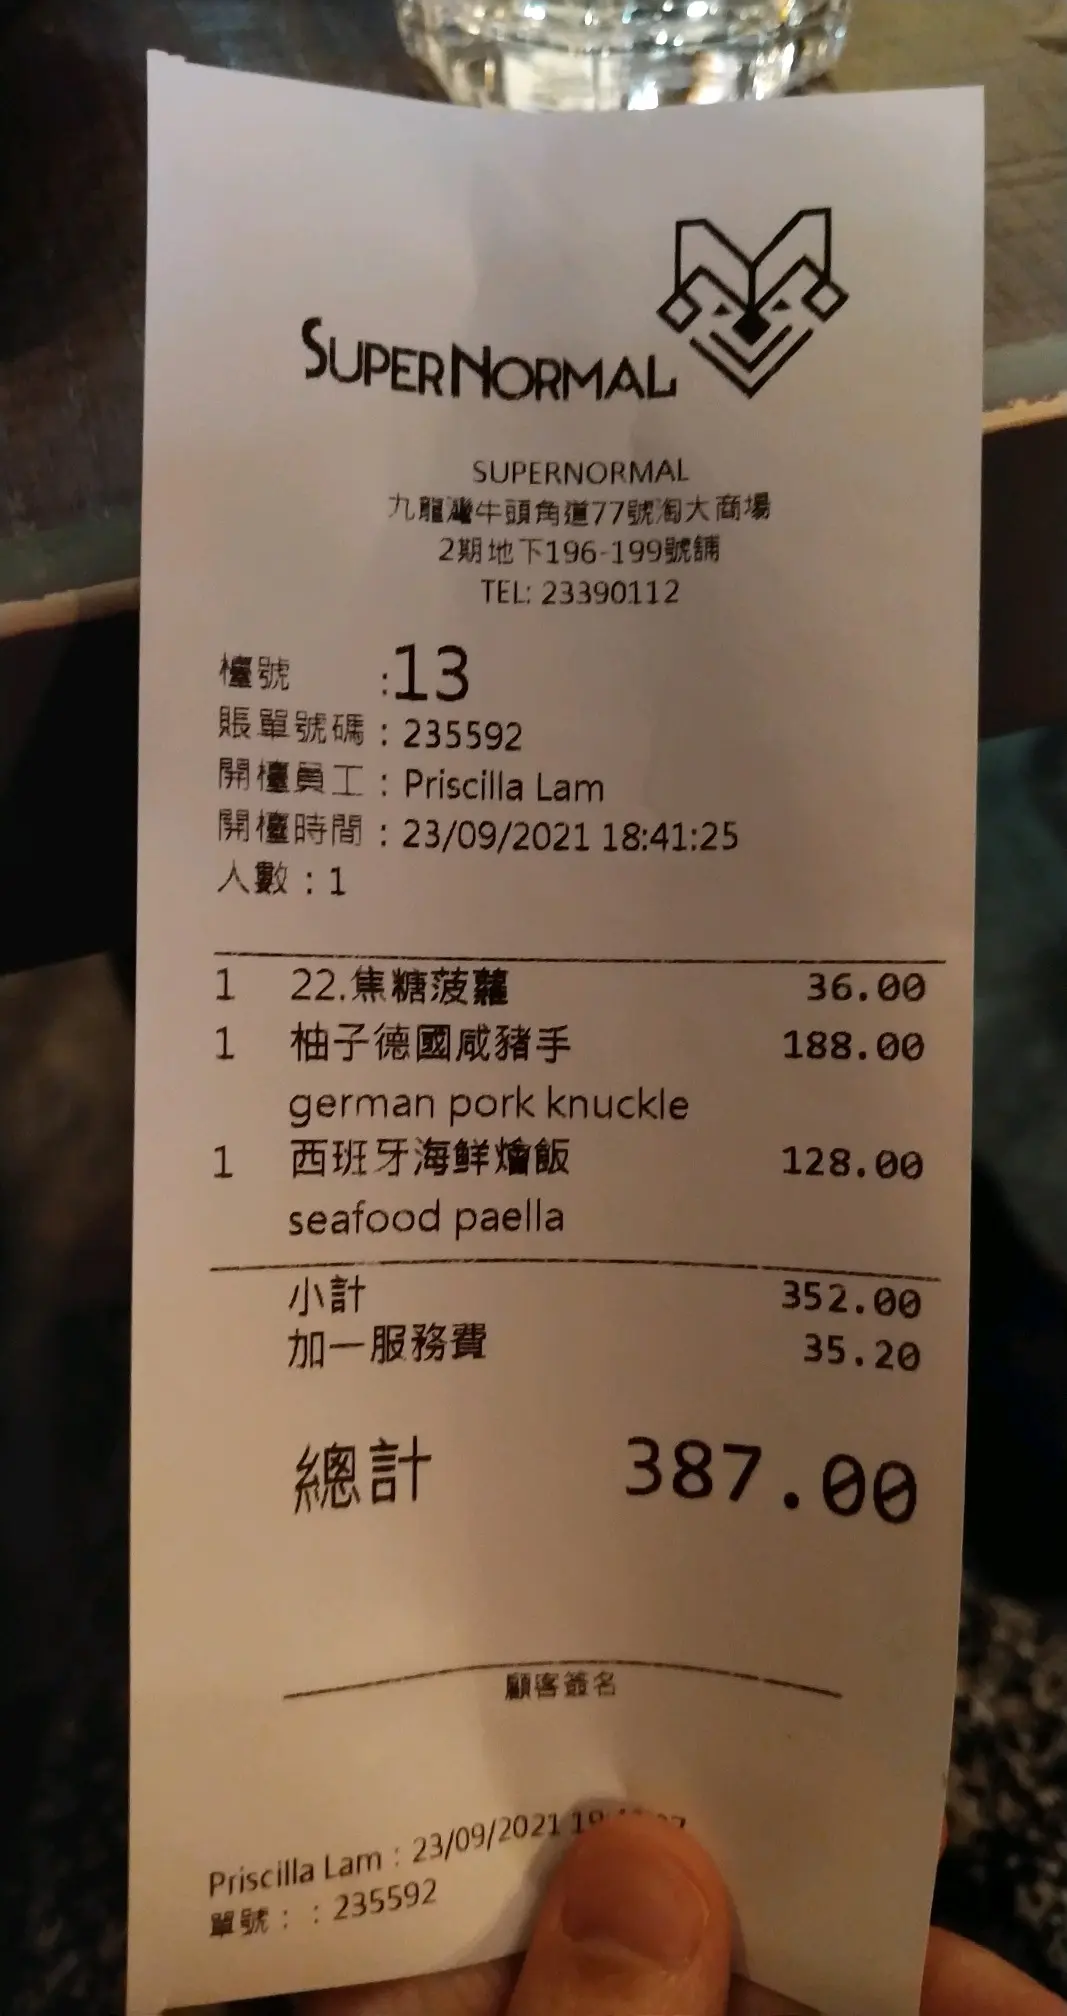 SUPERNORMAL
SUPERNORMAL
九龍灣牛頭角道77號淘大商場
2期地下196-199號舖
TEL: 23390112
檯號 :13
賬單號碼 : 235592
開檯員工 : Priscilla Lam
開檯時間 : 23/09/2021 18:41:25
人數 : 1
1 22.焦糖菠蘿 36.00
1 柚子德國咸豬手 188.00
german pork knuckle
1 西班牙海鮮燴飯 128.00
seafood paella
小計 352.00
加一服務費 35.20
總計 387.00
顧客簽名
Priscilla Lam : 23/09/2021
單號 : : 235592